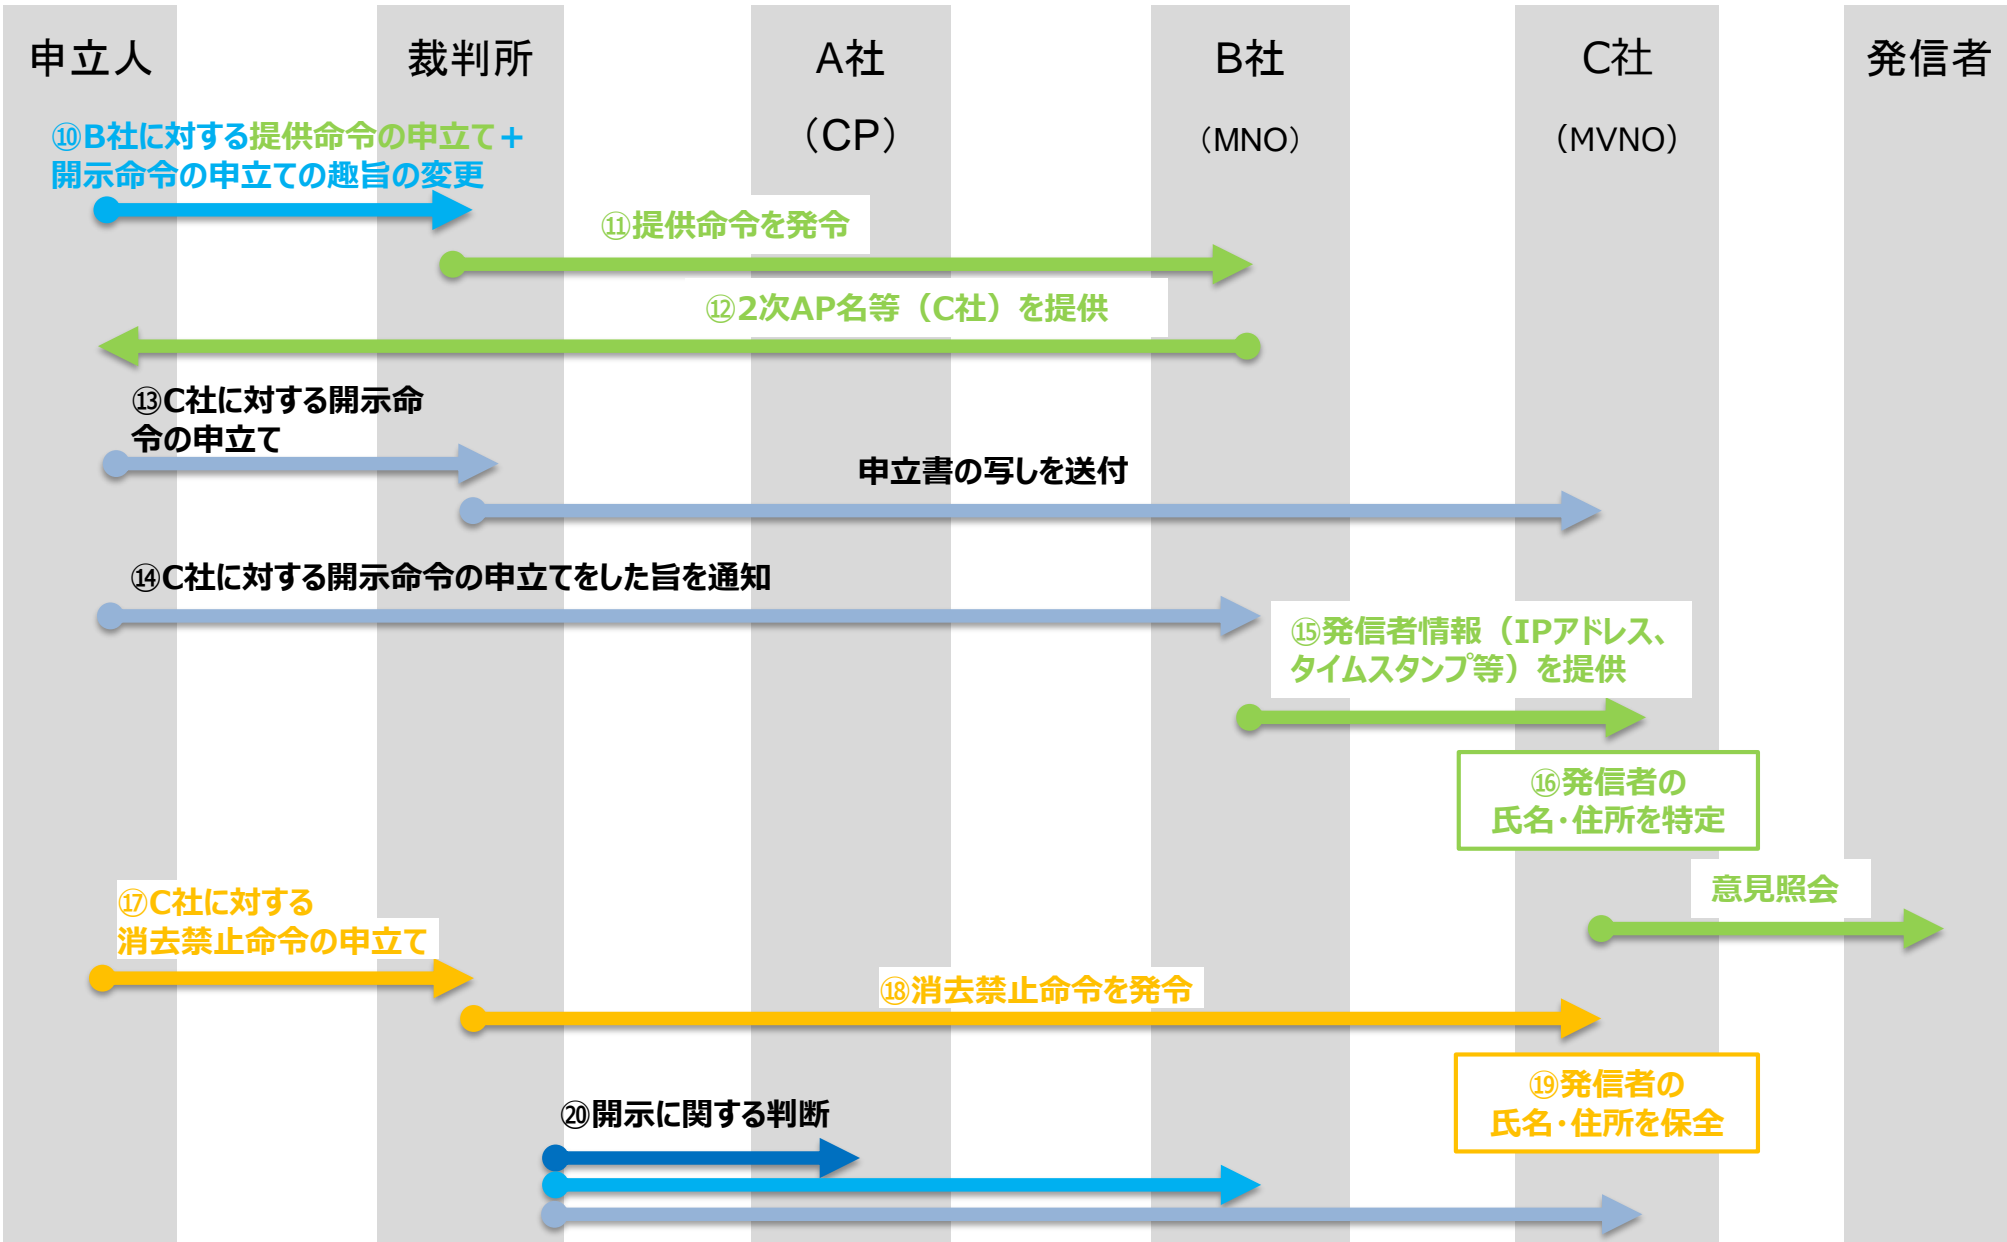 申立人
裁判所
A社
（CP）
B社
（MNO）
C社
（MVNO）
発信者
⑩B社に対する提供命令の申立て+
開示命令の申立ての趣旨の変更
⑪提供命令を発令
⑫2次AP名等（C社）を提供
⑬C社に対する開示命
令の申立て
申立書の写しを送付
⑭C社に対する開示命令の申立てをした旨を通知
⑮発信者情報（IPアドレス、
タイムスタンプ等）を提供
⑯発信者の
氏名・住所を特定
意見照会
⑰C社に対する
消去禁止命令の申立て
⑱消去禁止命令を発令
⑲発信者の
氏名・住所を保全
⑳開示に関する判断